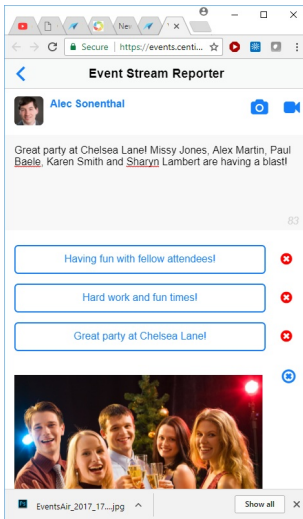 Nev
Secure
https://events.centi...
Event Stream Reporter
Alec Sonenthal
Great party at Chelsea Lane! Missy Jones, Alex Martin, Paul
Baele, Karen Smith and Sharyn Lambert are having a blast!
83
Having fun with fellow attendees!
Hard work and fun times!
Great party at Chelsea Lane!
EventsAir_2017_17....jpg
Show all